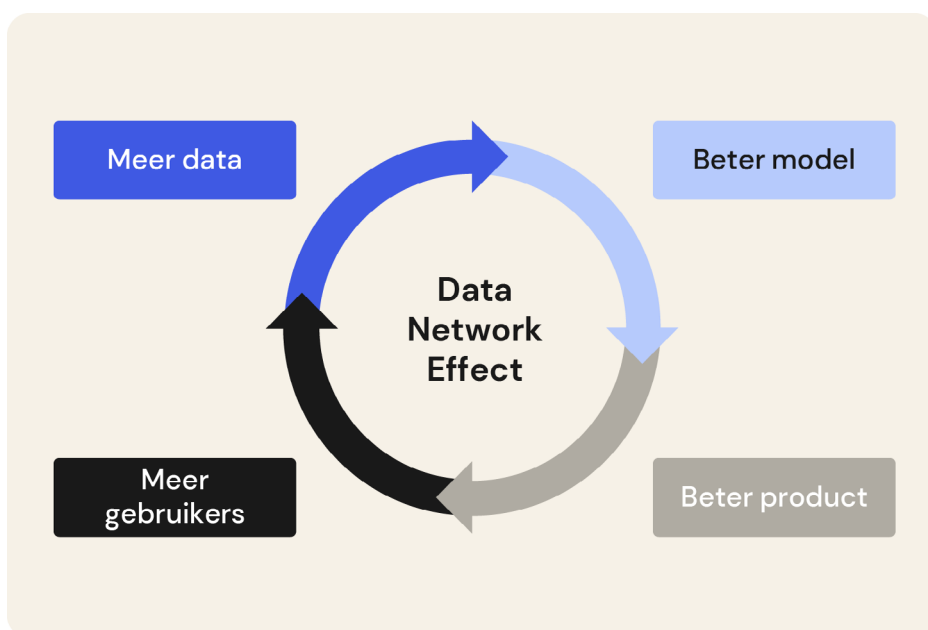 Meer data
Beter model
Data
Network
Effect
Meer
gebruikers
Beter product